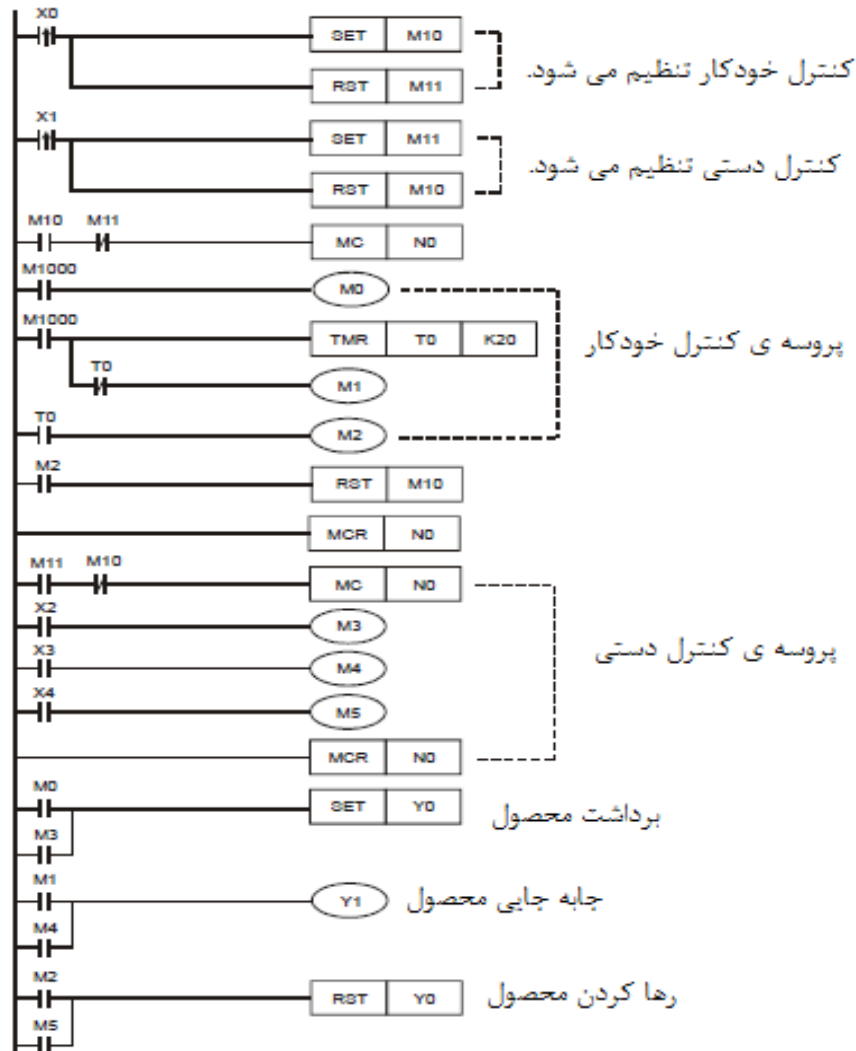 X0
SET M10
RST M11
کنترل خودکار تنظیم می شود.
X1
SET M11
RST M10
کنترل دستی تنظیم می شود.
M10 M11
MC N0
M1000
M0
M1000
TMR T0 K20
T0
M1
پروسه ی کنترل خودکار
T0
M2
M2
RST M10
MCR N0
M11 M10
MC N0
X2
M3
X3
M4
پروسه ی کنترل دستی
X4
M5
MCR N0
M0
SET Y0
برداشت محصول
M3
M1
Y1
جابه جایی محصول
M4
M2
RST Y0
رها کردن محصول
M5